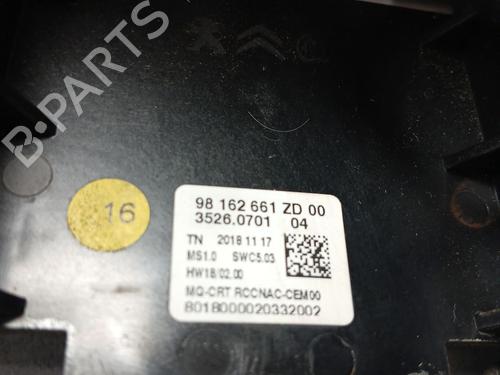 B-PARTS
16
98 162 661 ZD 00
3526.0701 04
TN 2018 11 17
MS1.0 SWC5.03
HW18/02.00
MQ-CRT RCCNAC-CEM00
8018000020332002